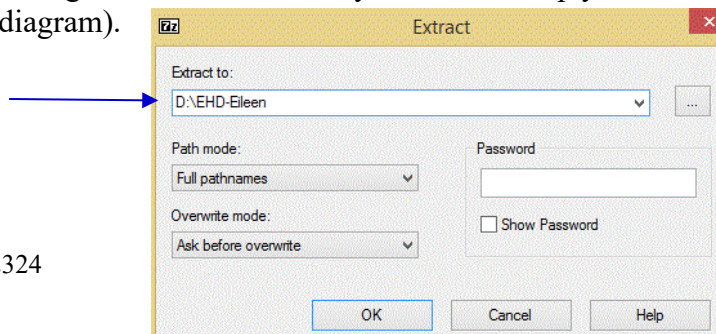 diagram).
7z Extract
Extract to:
D:\EHD-Eileen
...
Path mode:
Password
Full pathnames
Overwrite mode:
Show Password
Ask before overwrite
324
OK Cancel Help